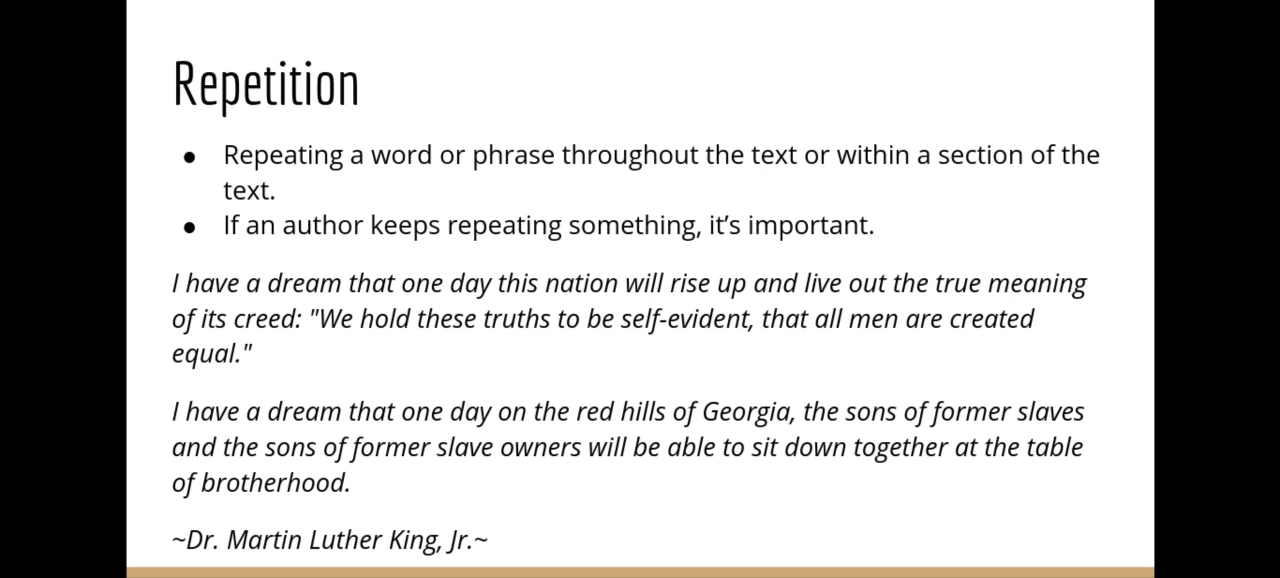 Repetition
● Repeating a word or phrase throughout the text or within a section of the
text.
● If an author keeps repeating something, it’s important.
I have a dream that one day this nation will rise up and live out the true meaning
of its creed: "We hold these truths to be self-evident, that all men are created
equal."
I have a dream that one day on the red hills of Georgia, the sons of former slaves
and the sons of former slave owners will be able to sit down together at the table
of brotherhood.
~Dr. Martin Luther King, Jr.~